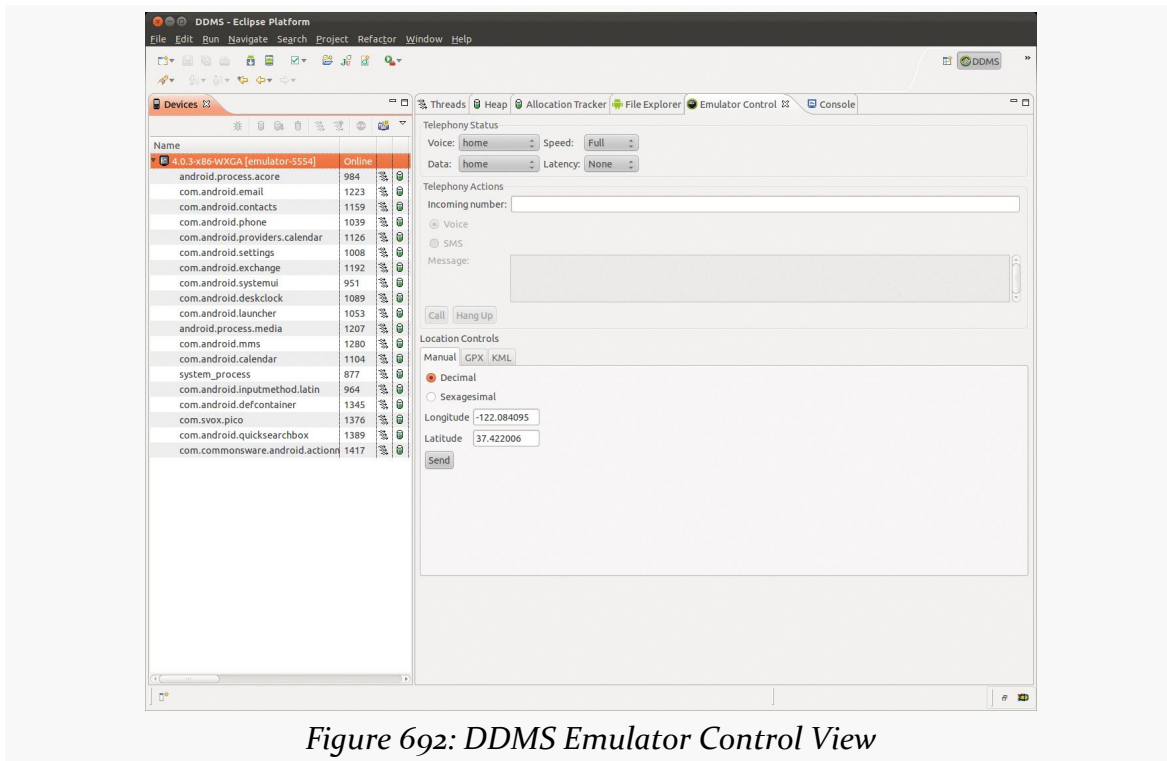 DDMS - Eclipse Platform
File Edit Run Navigate Search Project Refactor Window Help
DDMS
Devices
Threads Heap Allocation Tracker File Explorer Emulator Control Console
Name
4.0.3-x86-WXGA [emulator-5554] Online
android.process.acore 984
com.android.email 1223
com.android.contacts 1159
com.android.phone 1039
com.android.providers.calendar 1126
com.android.settings 1008
com.android.exchange 1192
com.android.systemui 951
com.android.deskclock 1089
com.android.launcher 1053
android.process.media 1207
com.android.mms 1280
com.android.calendar 1104
system_process 877
com.android.inputmethod.latin 964
com.android.defcontainer 1345
com.svox.pico 1376
com.android.quicksearchbox 1389
com.commonsware.android.actionm 1417
Telephony Status
Voice: home Speed: Full
Data: home Latency: None
Telephony Actions
Incoming number:
Voice
SMS
Message:
Call Hang Up
Location Controls
Manual GPX KML
Decimal
Sexagesimal
Longitude -122.084095
Latitude 37.422006
Send
Figure 692: DDMS Emulator Control View